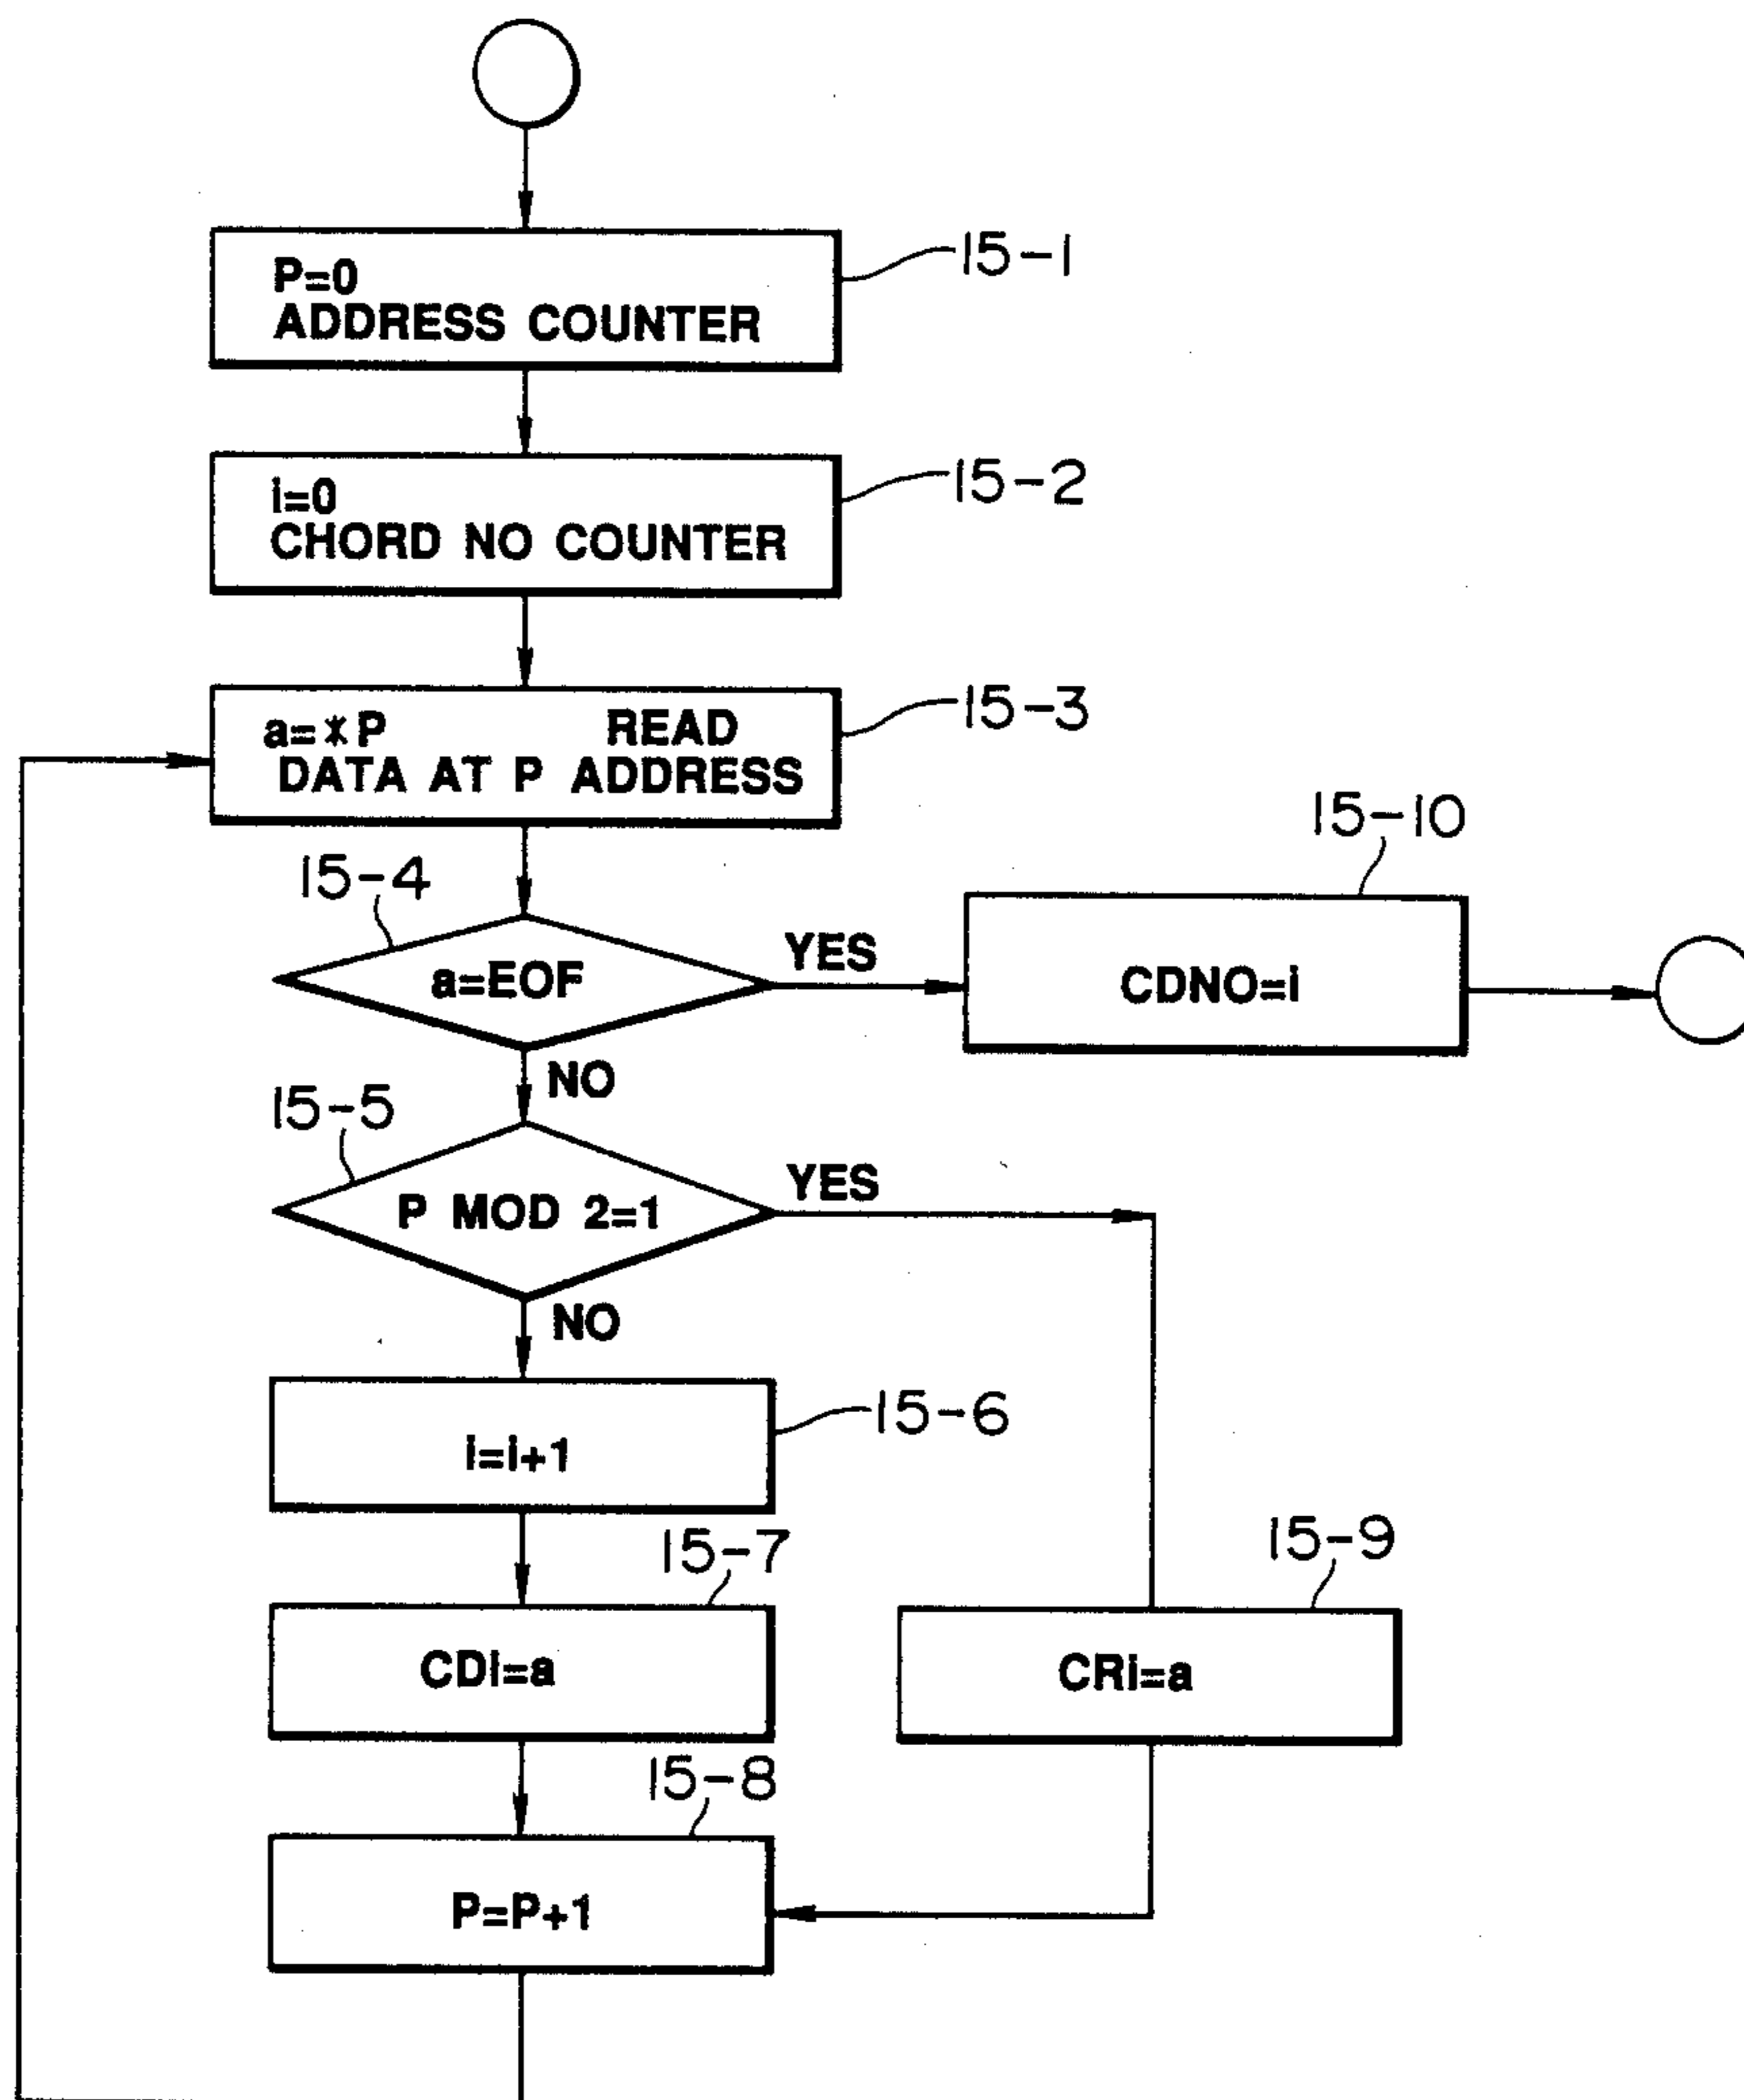 P=0
ADDRESS COUNTER
15-1
i=0
CHORD NO COUNTER
15-2
a=*P READ
DATA AT P ADDRESS
15-3
15-4
a=EOF
YES
NO
15-10
CDNO=i
15-5
P MOD 2=1
YES
NO
i=i+1
15-6
15-7
CDi=a
15-9
CRi=a
15-8
P=P+1